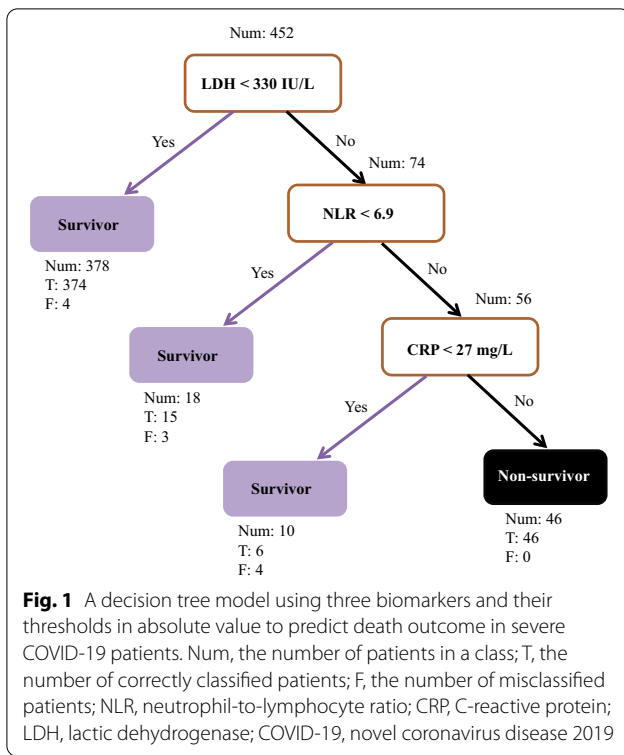 Num: 452
LDH < 330 IU/L
Yes
No
Num: 74
Survivor
NLR < 6.9
Num: 378
T: 374
F: 4
Yes
No
Num: 56
Survivor
CRP < 27 mg/L
Num: 18
T: 15
F: 3
Yes
No
Survivor
Non-survivor
Num: 10
T: 6
F: 4
Num: 46
T: 46
F: 0
Fig. 1 A decision tree model using three biomarkers and their
thresholds in absolute value to predict death outcome in severe
COVID-19 patients. Num, the number of patients in a class; T, the
number of correctly classified patients; F, the number of misclassified
patients; NLR, neutrophil-to-lymphocyte ratio; CRP, C-reactive protein;
LDH, lactic dehydrogenase; COVID-19, novel coronavirus disease 2019